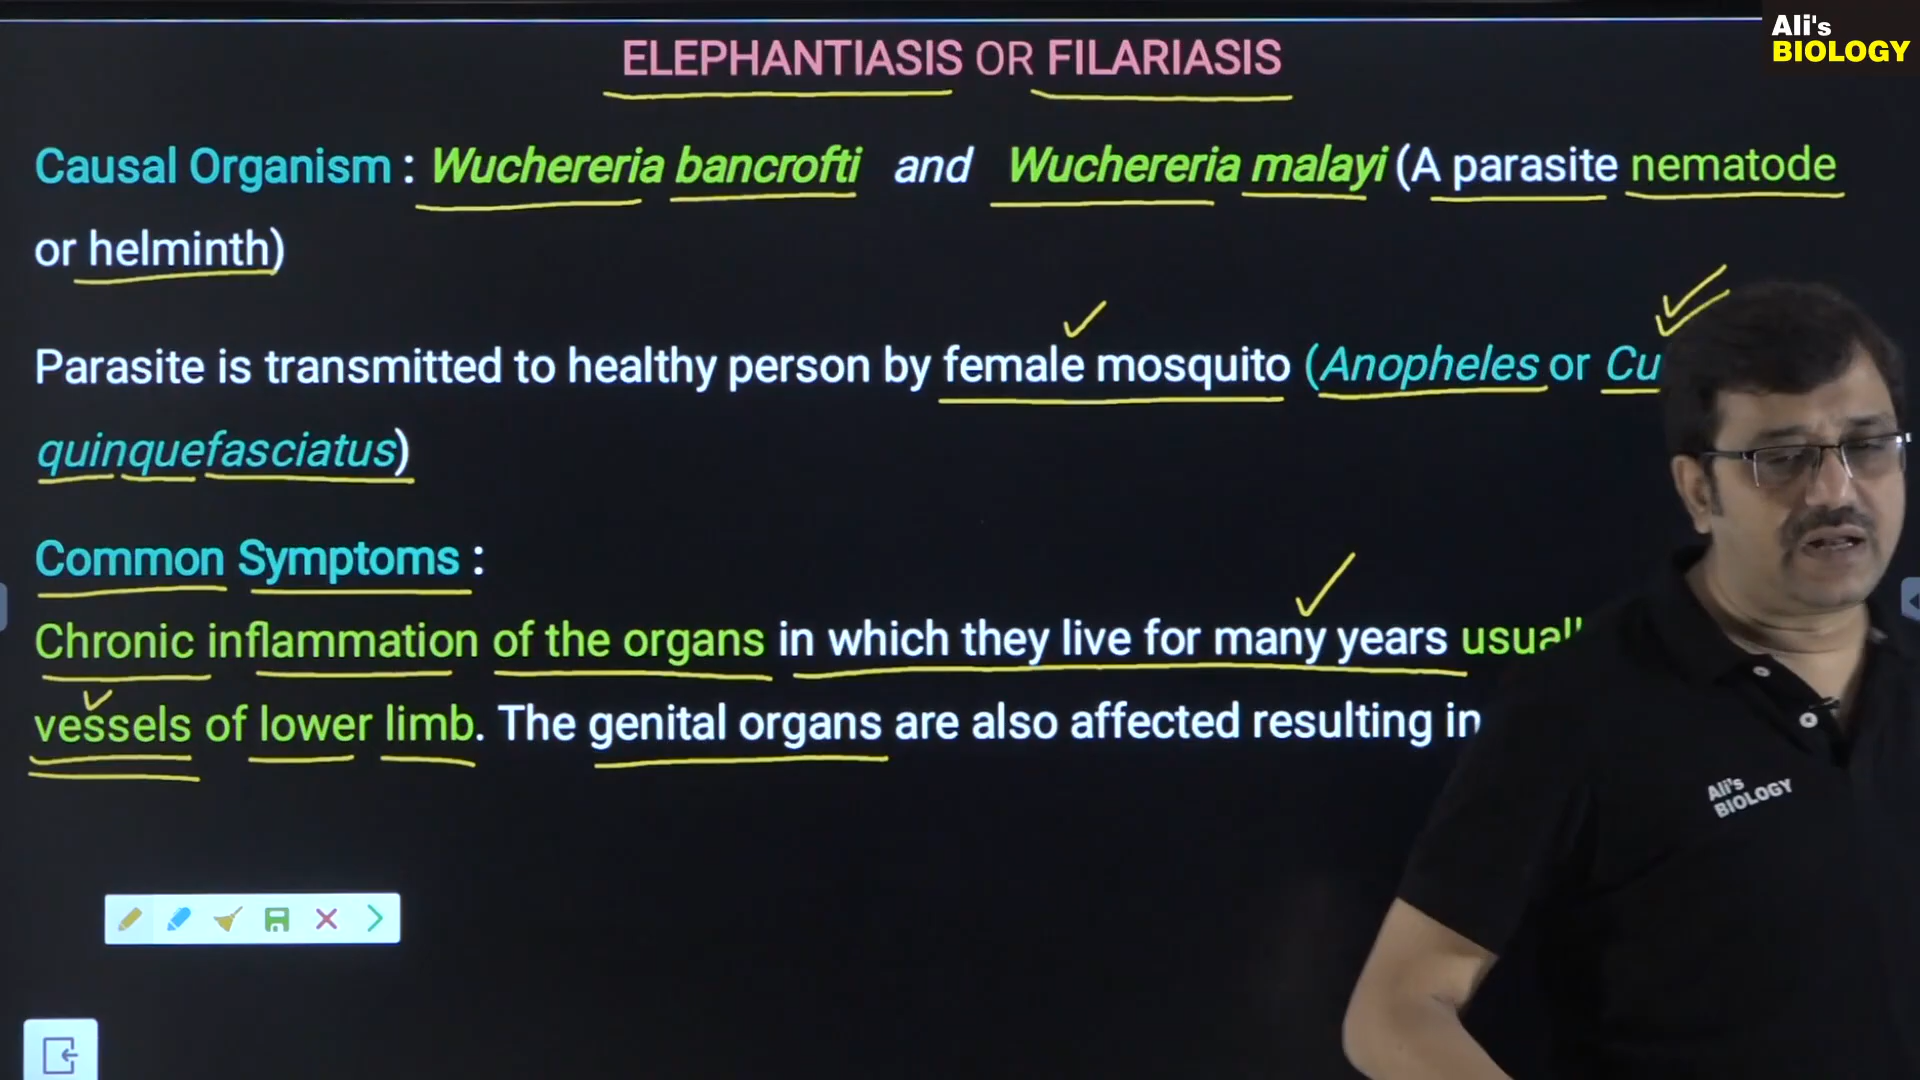 Ali's
BIOLOGY
ELEPHANTIASIS OR FILARIASIS
Causal Organism : Wuchereria bancrofti and Wuchereria malayi (A parasite nematode
or helminth)
Parasite is transmitted to healthy person by female mosquito (Anopheles or Cu
quinquefasciatus)
Common Symptoms :
Chronic inflammation of the organs in which they live for many years
vessels of lower limb. The genital organs are also affected resulting in
Ali's
BIOLOGY